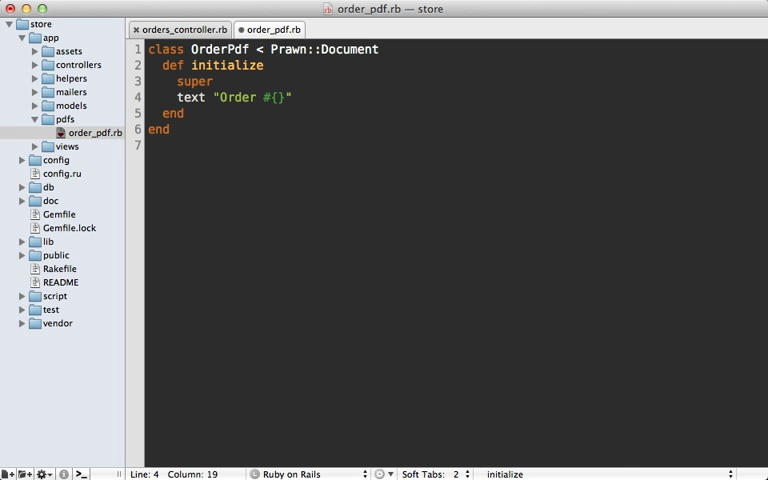 order_pdf.rb — store
store
app
assets
controllers
helpers
mailers
models
pdfs
order_pdf.rb
views
config
config.ru
db
doc
Gemfile
Gemfile.lock
lib
public
Rakefile
README
script
test
vendor
orders_controller.rb order_pdf.rb
1 class OrderPdf < Prawn::Document
2 def initialize
3 super
4 text "Order #{}"
5 end
6 end
7
Line: 4 Column: 19 Ruby on Rails Soft Tabs: 2 initialize